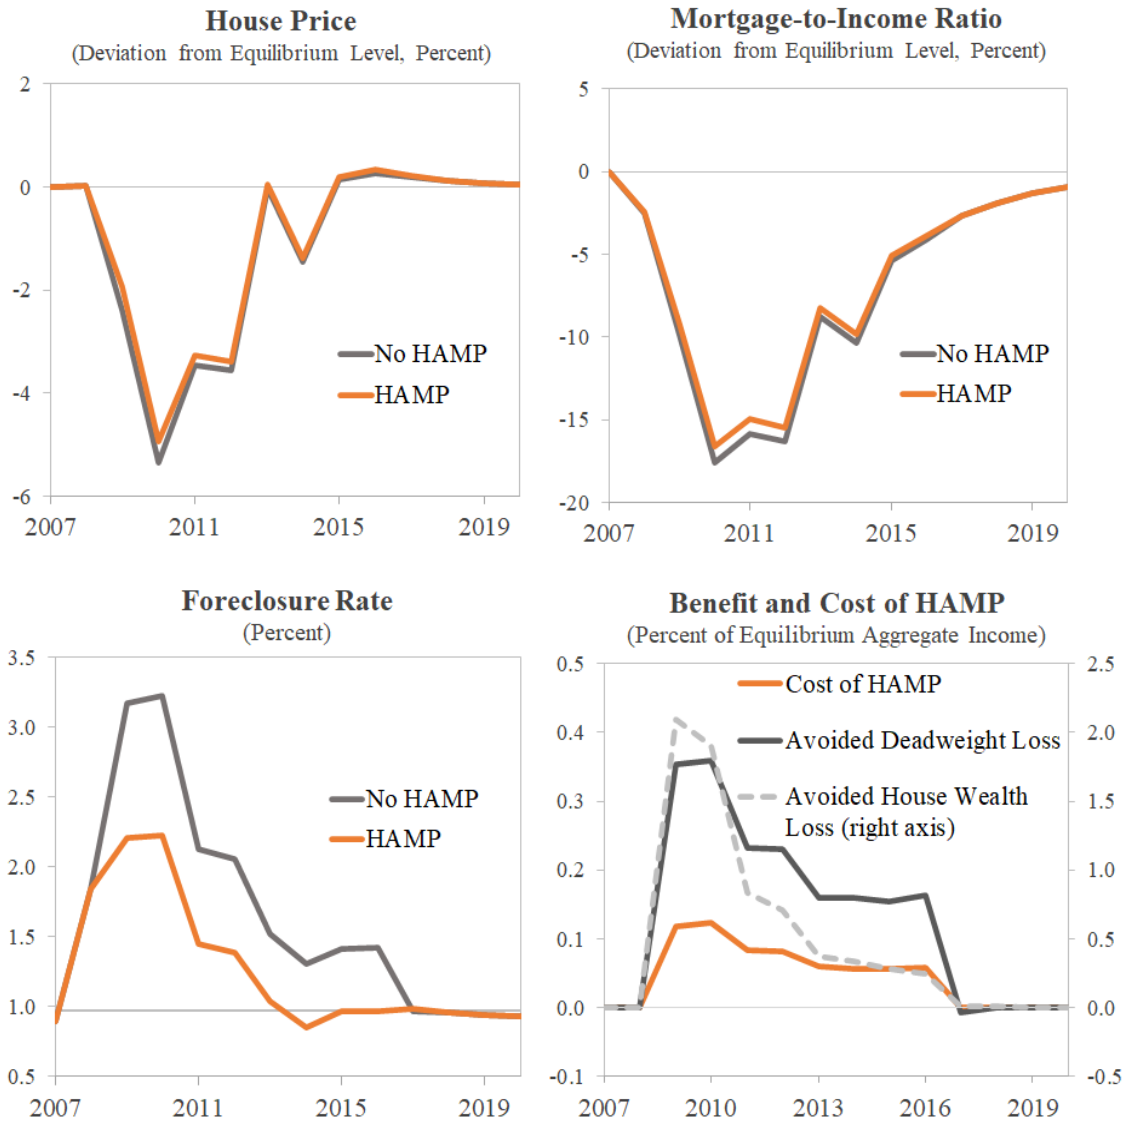 House Price
(Deviation from Equilibrium Level, Percent)
2
0
-2
-4
-6
No HAMP
HAMP
2007
2011
2015
2019
Mortgage-to-Income Ratio
(Deviation from Equilibrium Level, Percent)
5
0
-5
-10
-15
-20
No HAMP
HAMP
2007
2011
2015
2019
Foreclosure Rate
(Percent)
3.5
3.0
2.5
2.0
1.5
1.0
0.5
No HAMP
HAMP
2007
2011
2015
2019
Benefit and Cost of HAMP
(Percent of Equilibrium Aggregate Income)
0.5
0.4
0.3
0.2
0.1
0.0
-0.1
Cost of HAMP
Avoided Deadweight Loss
Avoided House Wealth
Loss (right axis)
2.5
2.0
1.5
1.0
0.5
0.0
-0.5
2007
2010
2013
2016
2019